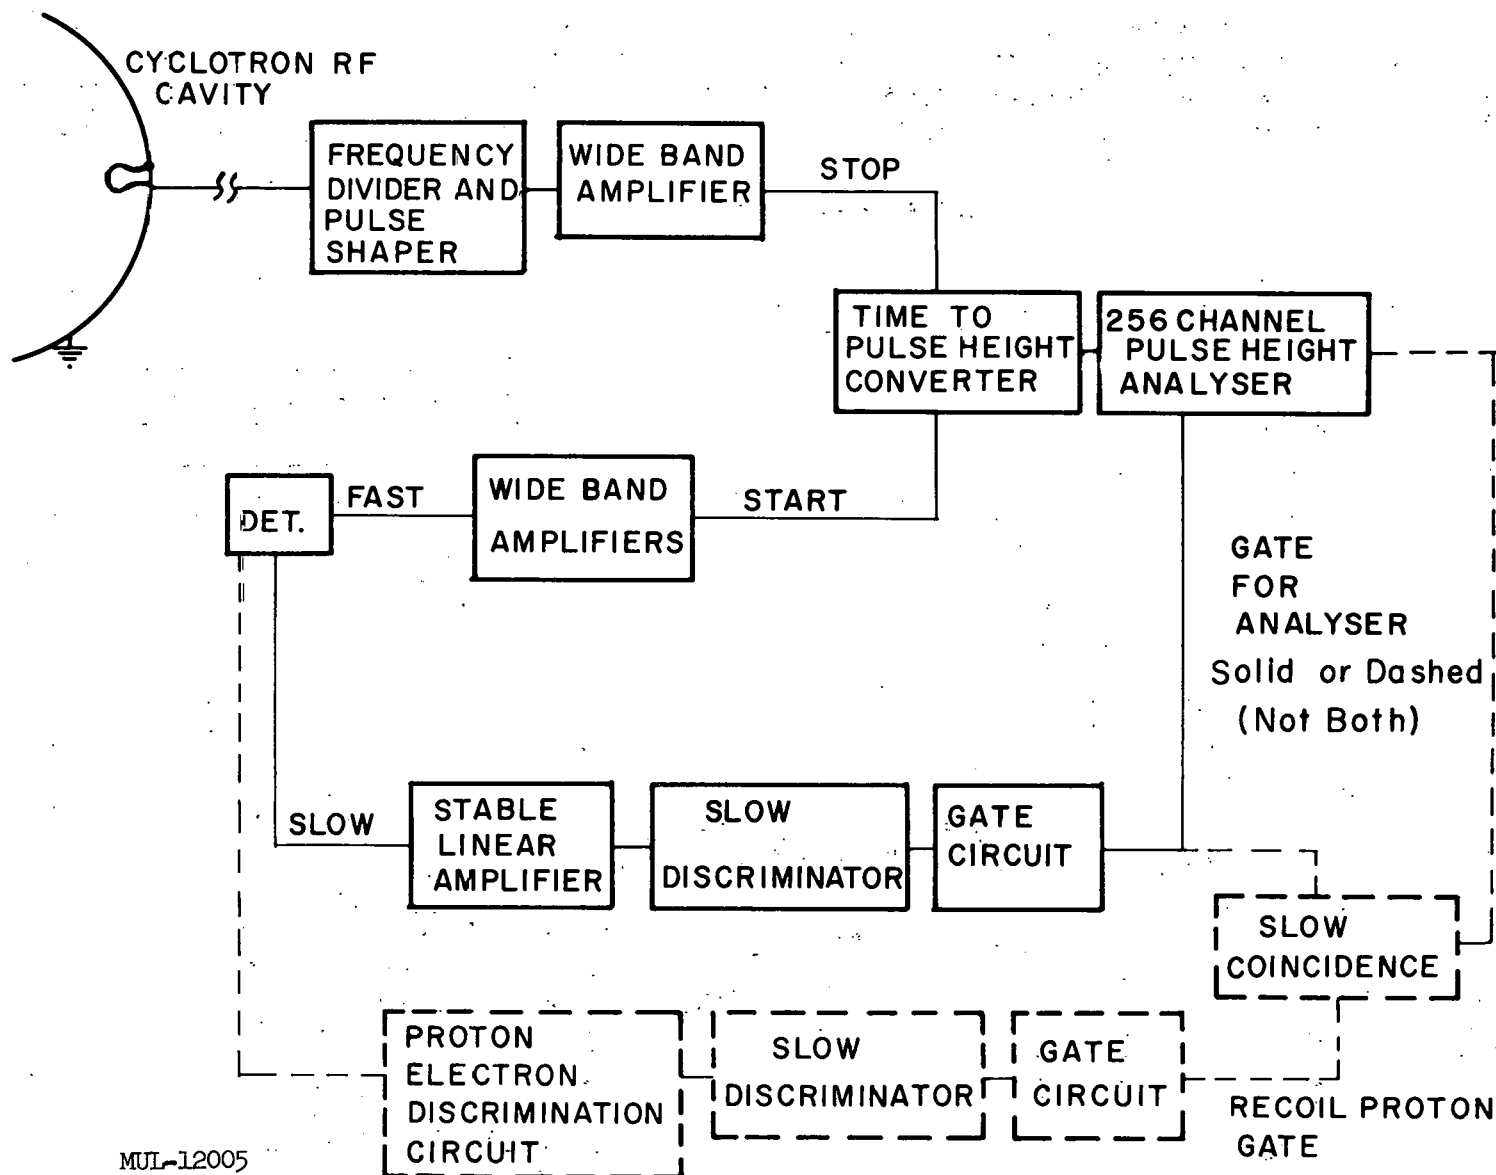 CYCLOTRON RF
CAVITY
FREQUENCY
DIVIDER AND
PULSE
SHAPER
WIDE BAND
AMPLIFIER
STOP
TIME TO
PULSE HEIGHT
CONVERTER
256 CHANNEL
PULSE HEIGHT
ANALYSER
DET.
FAST
WIDE BAND
AMPLIFIERS
START
GATE
FOR
ANALYSER
Solid or Dashed
(Not Both)
SLOW
STABLE
LINEAR
AMPLIFIER
SLOW
DISCRIMINATOR
GATE
CIRCUIT
SLOW
COINCIDENCE
PROTON
ELECTRON
DISCRIMINATION
CIRCUIT
SLOW
DISCRIMINATOR
GATE
CIRCUIT
RECOIL PROTON
GATE
MUL-12005